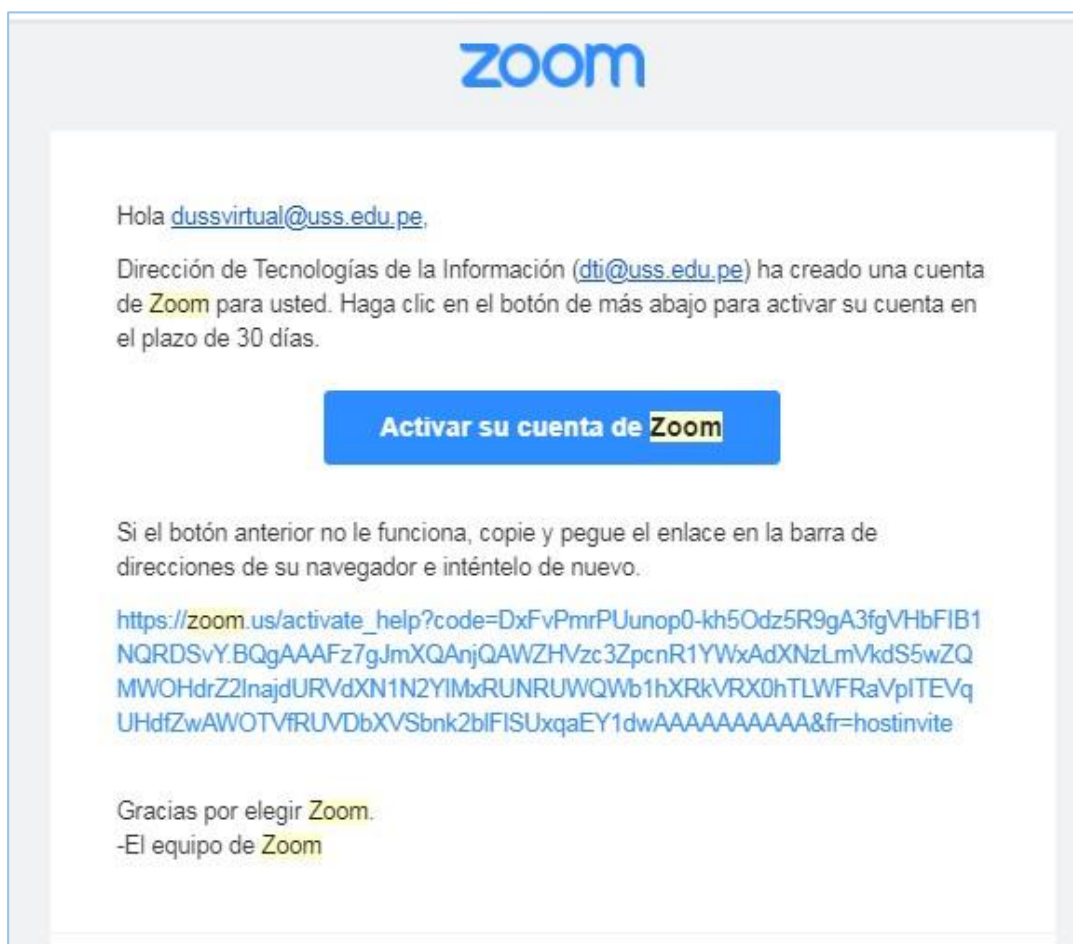 zoom
Hola dussvirtual@uss.edu.pe,
Dirección de Tecnologías de la Información (dti@uss.edu.pe) ha creado una cuenta
de Zoom para usted. Haga clic en el botón de más abajo para activar su cuenta en
el plazo de 30 días.
Activar su cuenta de Zoom
Si el botón anterior no le funciona, copie y pegue el enlace en la barra de
direcciones de su navegador e inténtelo de nuevo.
https://zoom.us/activate_help?code=DxFvPmrPUunop0-kh5Odz5R9gA3fgVHbFIB1
NQRDSvY.BQgAAAFz7gJmXQAnjQAWZHVzc3ZpcnR1YWxAdXNzLmVkdS5wZQ
MWOHdrZ2lnajdURVdXN1N2YlMxRUNRUWQWb1hXRkVRX0hTLWFRaVpITEVq
UHdfZwAWOTVfRUVDbXVSbnk2blFISUxqaEY1dwAAAAAAAAAA&fr=hostinvite
Gracias por elegir Zoom.
-El equipo de Zoom